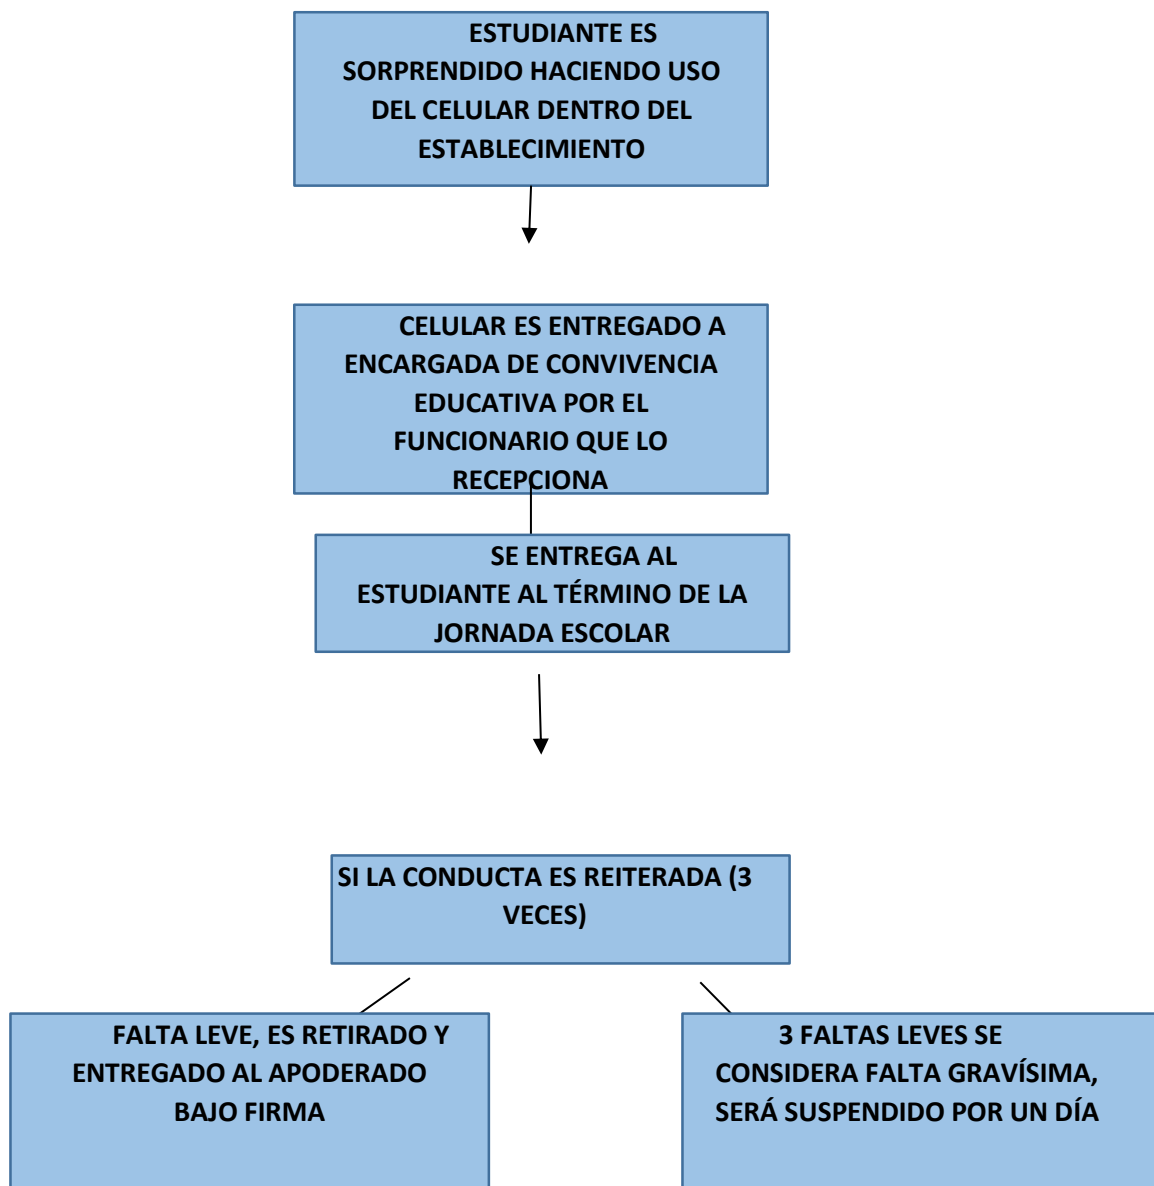 ESTUDIANTE ES
SORPRENDIDO HACIENDO USO
DEL CELULAR DENTRO DEL
ESTABLECIMIENTO
CELULAR ES ENTREGADO A
ENCARGADA DE CONVIVENCIA
EDUCATIVA POR EL
FUNCIONARIO QUE LO
RECEPCIONA
SE ENTREGA AL
ESTUDIANTE AL TÉRMINO DE LA
JORNADA ESCOLAR
SI LA CONDUCTA ES REITERADA (3
VECES)
FALTA LEVE, ES RETIRADO Y
ENTREGADO AL APODERADO
BAJO FIRMA
3 FALTAS LEVES SE
CONSIDERA FALTA GRAVÍSIMA,
SERÁ SUSPENDIDO POR UN DÍA